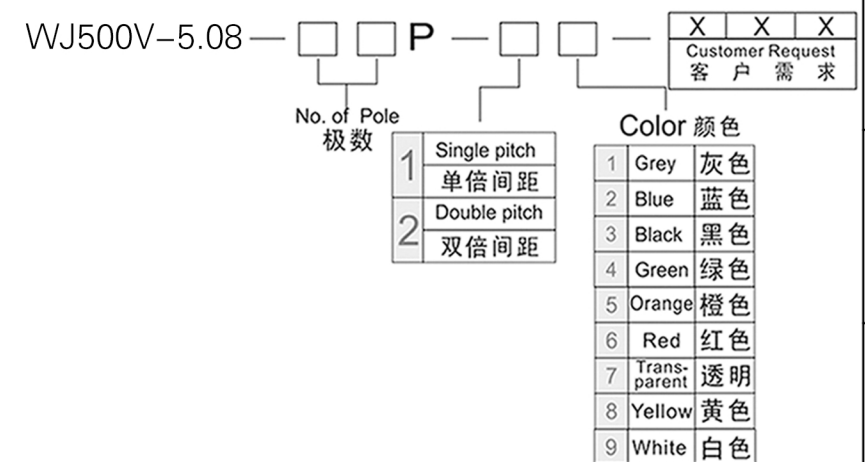 WJ500V-5.08 — □ □ P — □ □ — X X X
Customer Request
客户需求
No. of Pole
极数
1 Single pitch
单倍间距
2 Double pitch
双倍间距
Color 颜色
1 Grey 灰色
2 Blue 蓝色
3 Black 黑色
4 Green 绿色
5 Orange 橙色
6 Red 红色
7 Trans-
parent 透明
8 Yellow 黄色
9 White 白色